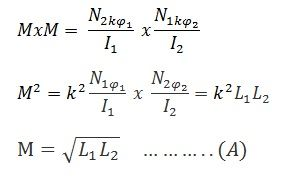 MxM = N₂ₖφ₁/I₁ x N₁ₖφ₂/I₂
M² = k² N₁φ₁/I₁ x N₂φ₂/I₂ = k²L₁L₂
M = √L₁L₂ … … … . . (A)